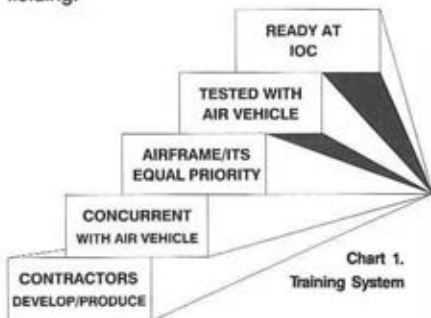 fielding.
READY AT
IOC
TESTED WITH
AIR VEHICLE
AIRFRAME/ITS
EQUAL PRIORITY
CONCURRENT
WITH AIR VEHICLE
CONTRACTORS
DEVELOP/PRODUCE
Chart 1.
Training System